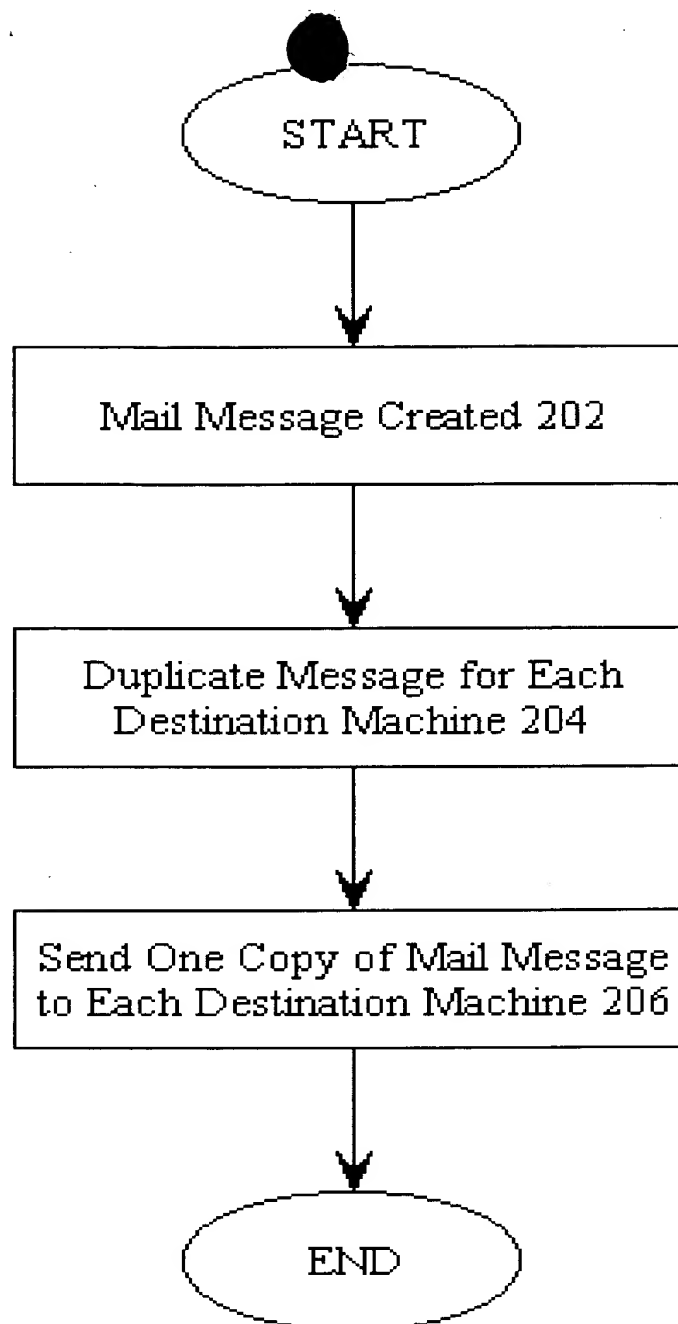 START
Mail Message Created 202
Duplicate Message for Each
Destination Machine 204
Send One Copy of Mail Message
to Each Destination Machine 206
END